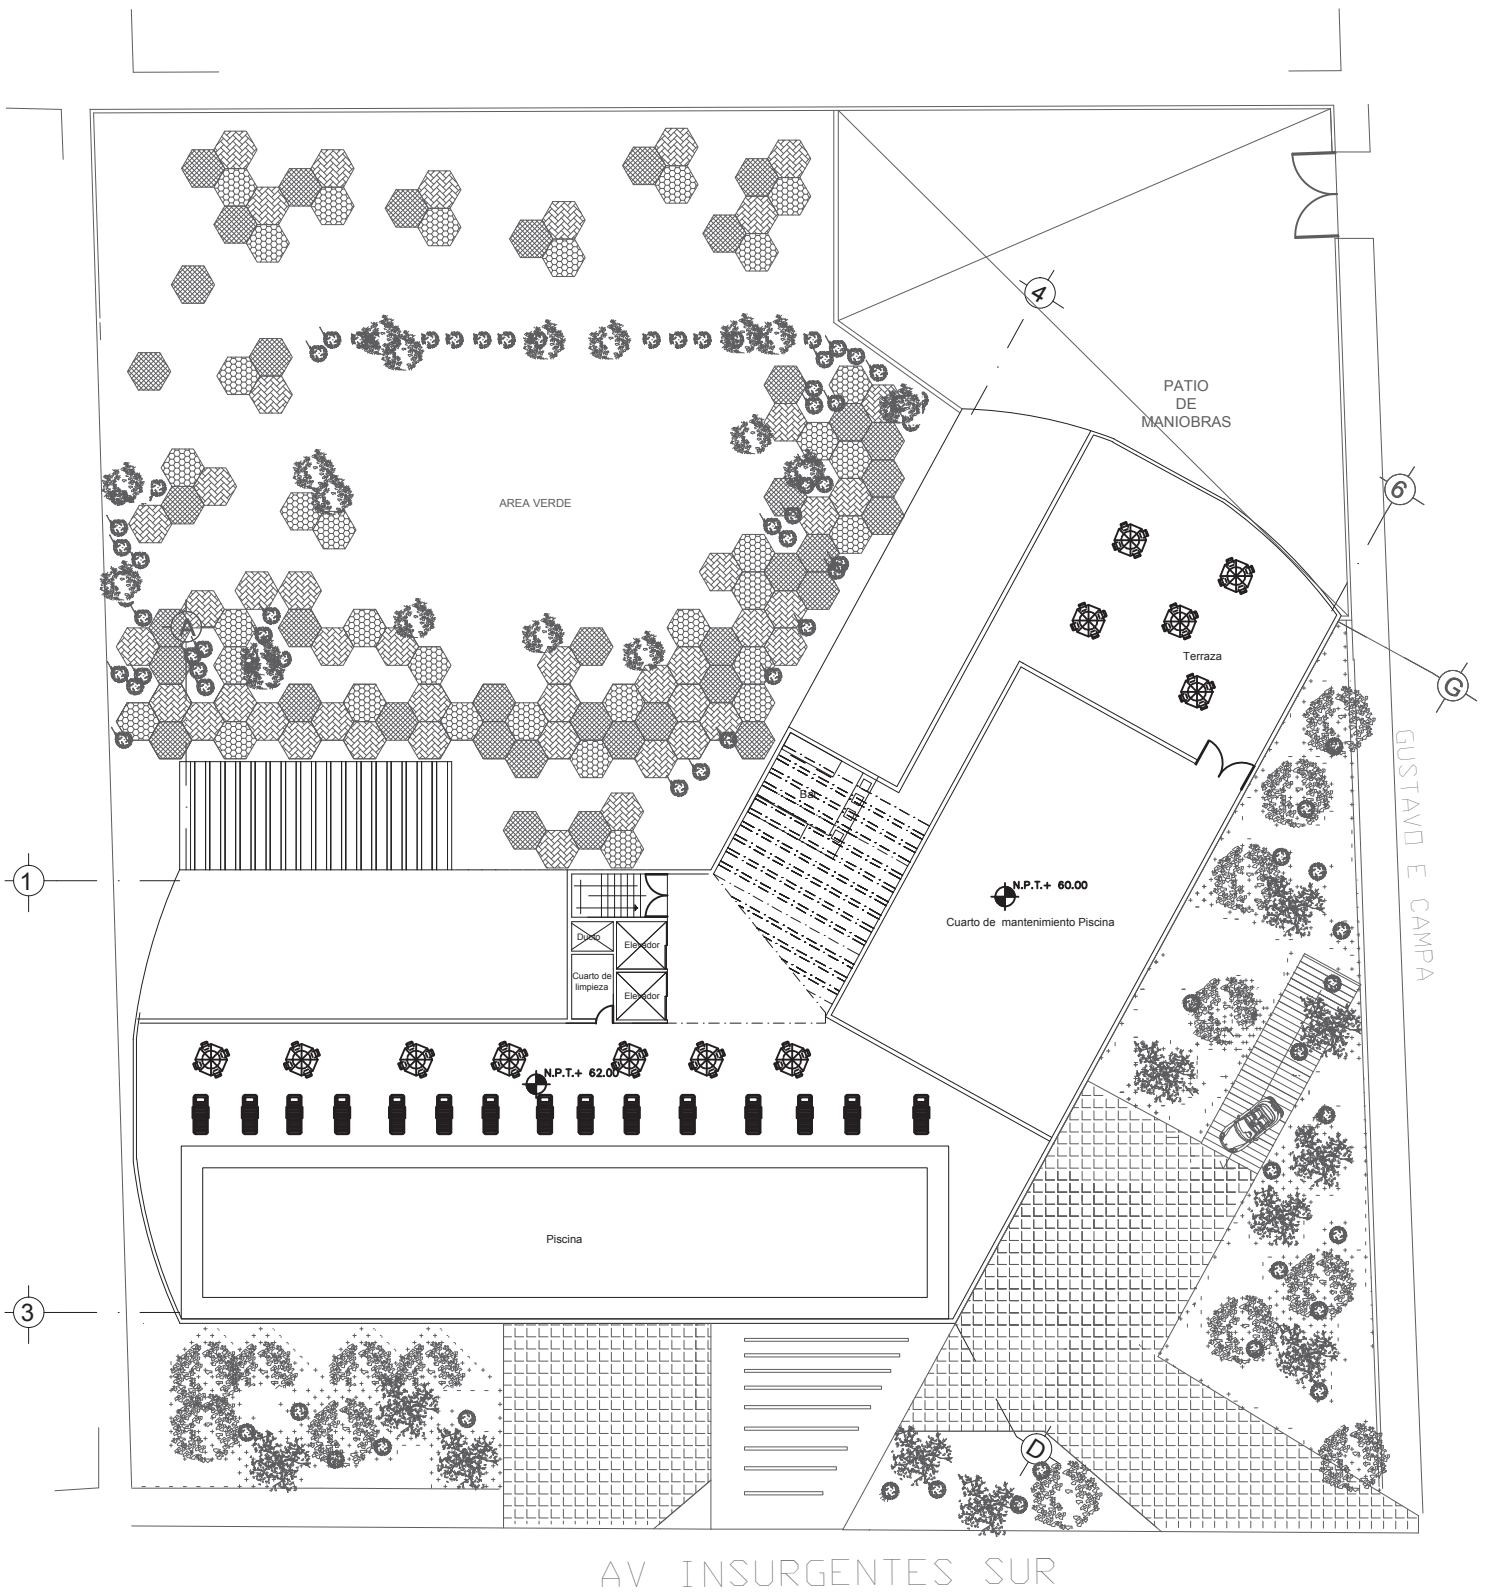 4
PATIO
DE
MANIOBRAS
6
AREA VERDE
A
Terraza
G
GUSTAVO E CAMPA
Bar
1
N.P.T.+ 60.00
Cuarto de mantenimiento Piscina
Ducto
Elevador
Cuarto de
limpieza
Elevador
N.P.T.+ 62.00
Piscina
3
D
AV INSURGENTES SUR